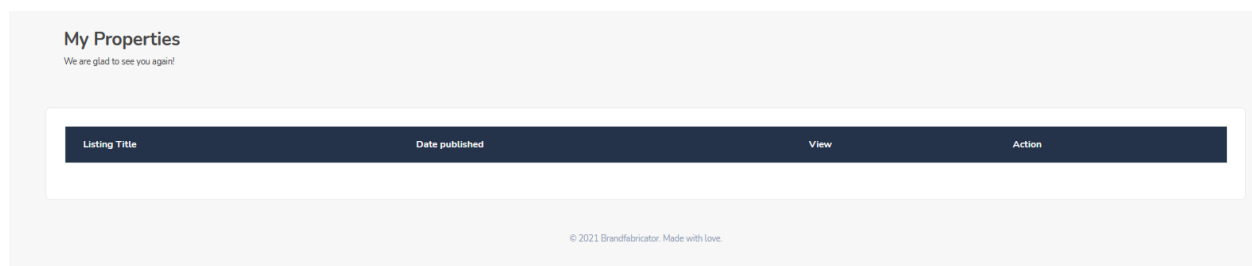 My Properties
We are glad to see you again!
Listing Title Date published View Action
© 2021 Brandfabricator. Made with love.